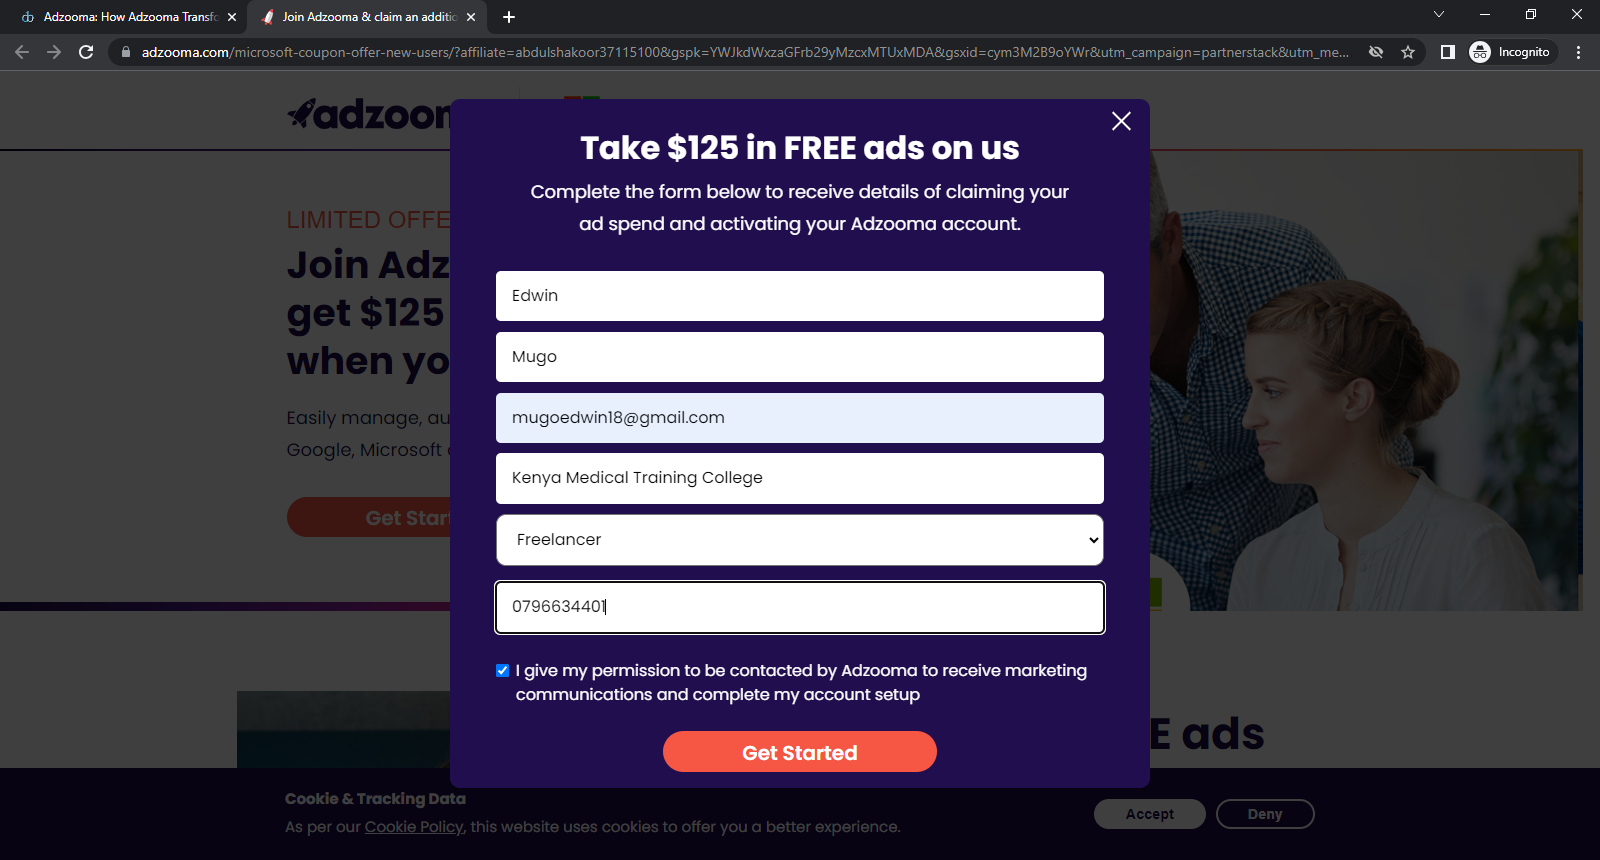 Adzooma: How Adzooma Transfo
Join Adzooma & claim an additio
adzooma.com/microsoft-coupon-offer-new-users/?affiliate=abdulshakoor37115100&gspk=YWJkdWxzaGFrb29yMzcxMTUxMDA&gsxid=cym3M2B9oYWr&utm_campaign=partnerstack&utm_me...
Incognito
adzoom
Take $125 in FREE ads on us
Complete the form below to receive details of claiming your
ad spend and activating your Adzooma account.
LIMITED OFFE
Join Adz
get $125
when yo
Easily manage, au
Google, Microsoft
Get Star
Edwin
Mugo
mugoedwin18@gmail.com
Kenya Medical Training College
Freelancer
0796634401
I give my permission to be contacted by Adzooma to receive marketing
communications and complete my account setup
Get Started
E ads
Cookie & Tracking Data
As per our Cookie Policy, this website uses cookies to offer you a better experience.
Accept
Deny